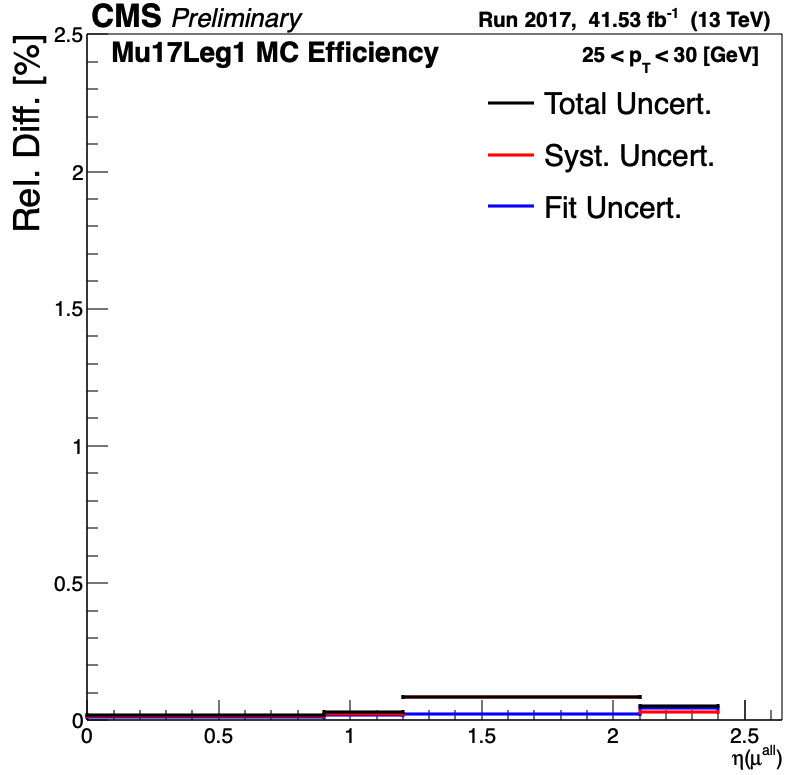 CMS Preliminary Run 2017, 41.53 fb⁻¹ (13 TeV)
Mu17Leg1 MC Efficiency 25 < p_T < 30 [GeV]
Total Uncert.
Syst. Uncert.
Fit Uncert.
Rel. Diff. [%]
2.5
2
1.5
1
0.5
0
0 0.5 1 1.5 2 2.5
η(μ^all)